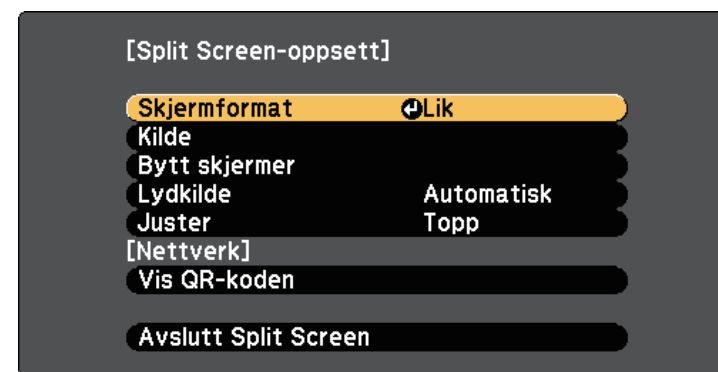 [Split Screen-oppsett]
Skjermformat Lik
Kilde
Bytt skjermer
Lydkilde Automatisk
Juster Topp
[Nettverk]
Vis QR-koden
Avslutt Split Screen